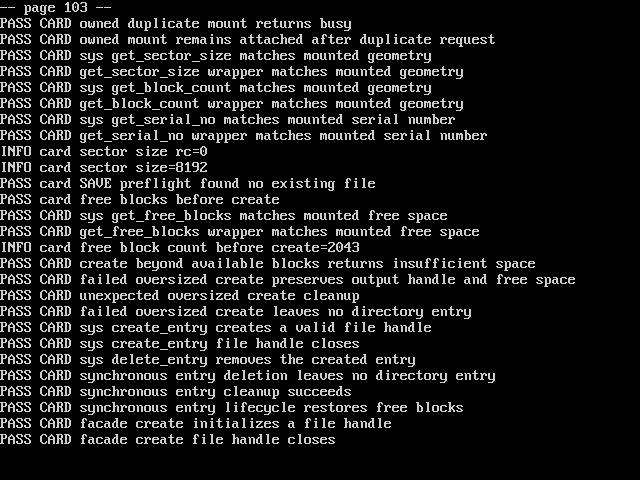 -- page 103 --
PASS CARD owned duplicate mount returns busy
PASS CARD owned mount remains attached after duplicate request
PASS CARD sys get_sector_size matches mounted geometry
PASS CARD get_sector_size wrapper matches mounted geometry
PASS CARD sys get_block_count matches mounted geometry
PASS CARD get_block_count wrapper matches mounted geometry
PASS CARD sys get_serial_no matches mounted serial number
PASS CARD get_serial_no wrapper matches mounted serial number
INFO card sector size rc=0
INFO card sector size=8192
PASS card SAVE preflight found no existing file
PASS card free blocks before create
PASS CARD sys get_free_blocks matches mounted free space
PASS CARD get_free_blocks wrapper matches mounted free space
INFO card free block count before create=2043
PASS CARD create beyond available blocks returns insufficient space
PASS CARD failed oversized create preserves output handle and free space
PASS CARD unexpected oversized create cleanup
PASS CARD failed oversized create leaves no directory entry
PASS CARD sys create_entry creates a valid file handle
PASS CARD sys create_entry file handle closes
PASS CARD sys delete_entry removes the created entry
PASS CARD synchronous entry deletion leaves no directory entry
PASS CARD synchronous entry cleanup succeeds
PASS CARD synchronous entry lifecycle restores free blocks
PASS CARD facade create initializes a file handle
PASS CARD facade create file handle closes